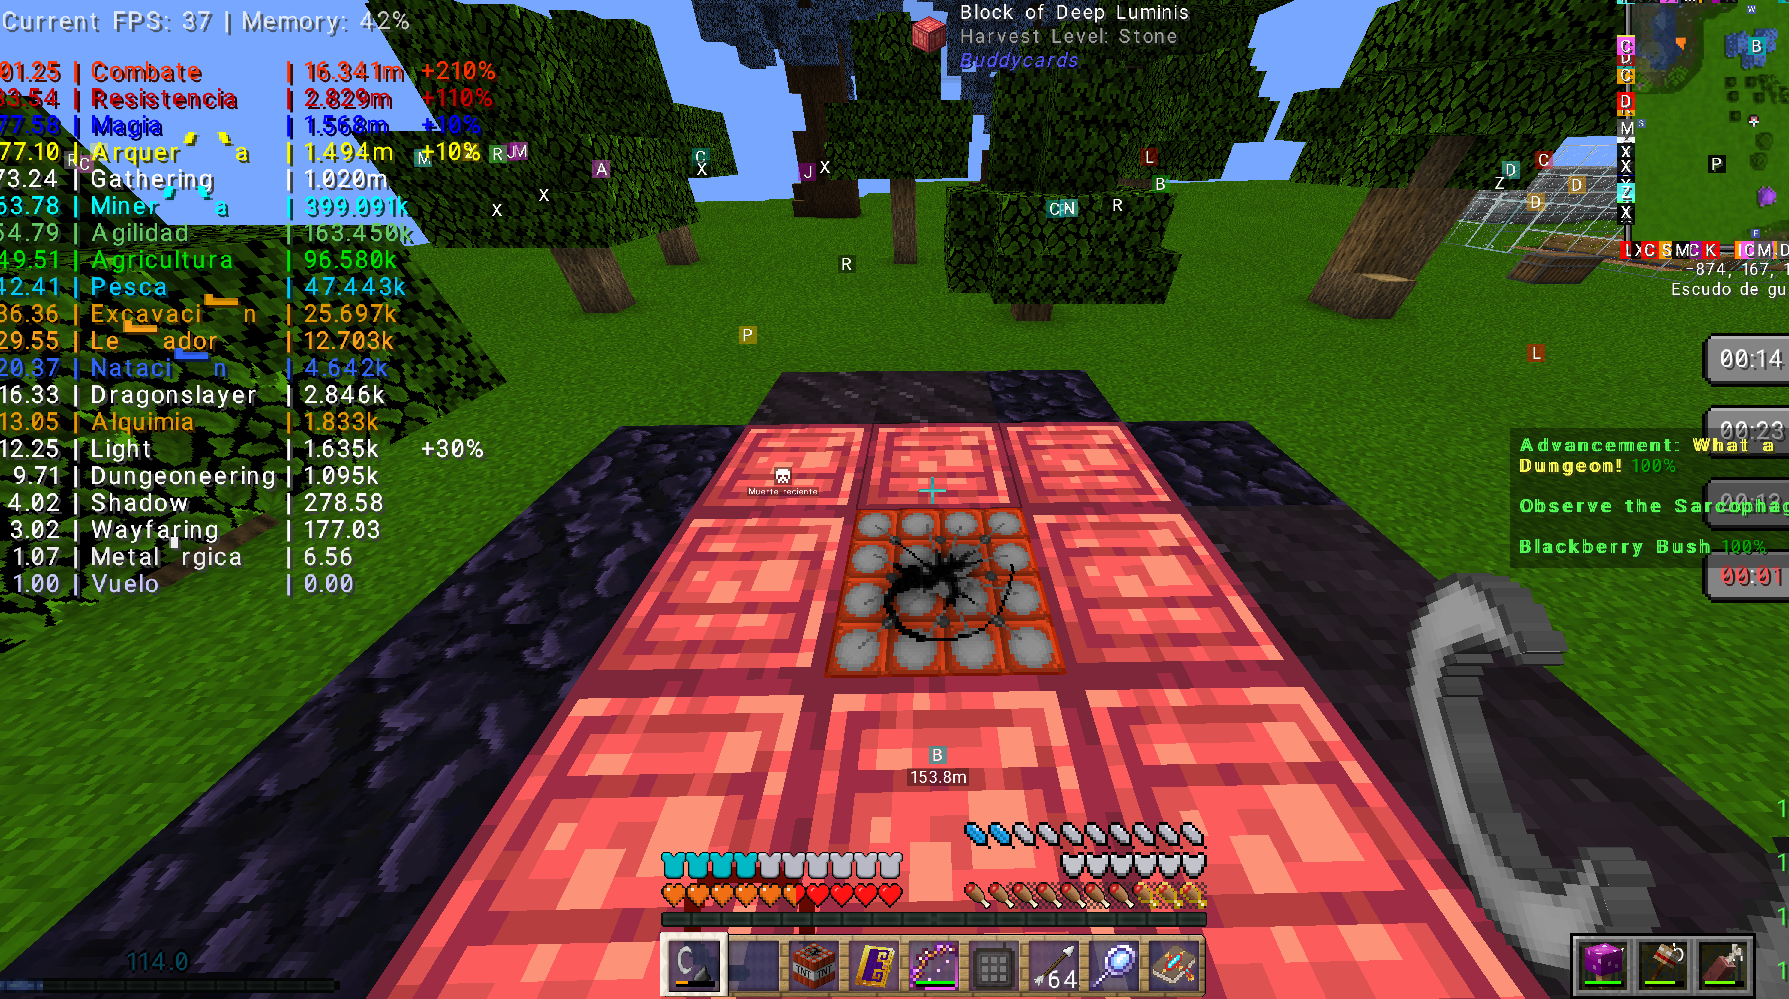 Current FPS: 37 | Memory: 42%
01.25 | Combate | 16.341m +210%
93.54 | Resistencia | 2.829m +110%
77.58 | Magia | 1.568m +10%
77.10 | Arquer a | 1.494m +10%
73.24 | Gathering | 1.020m
63.78 | Miner a | 399.091k
54.79 | Agilidad | 163.450k
49.51 | Agricultura | 96.580k
42.41 | Pesca | 47.443k
36.36 | Excavaci n | 25.697k
29.55 | Le ador | 12.703k
20.37 | Nataci n | 4.642k
16.33 | Dragonslayer | 2.846k
13.05 | Alquimia | 1.833k
12.25 | Light | 1.635k +30%
9.71 | Dungeoneering | 1.095k
4.02 | Shadow | 278.58
3.02 | Wayfaring | 177.03
1.07 | Metal rgica | 6.56
1.00 | Vuelo | 0.00
Block of Deep Luminis
Harvest Level: Stone
Buddycards
-874, 167, 1
Escudo de gu
00:14
00:23
Advancement: What a
Dungeon! 100%
Observe the Sarcophag
Blackberry Bush 100%
00:01
Muerte reciente
B
153.8m
64
114.0